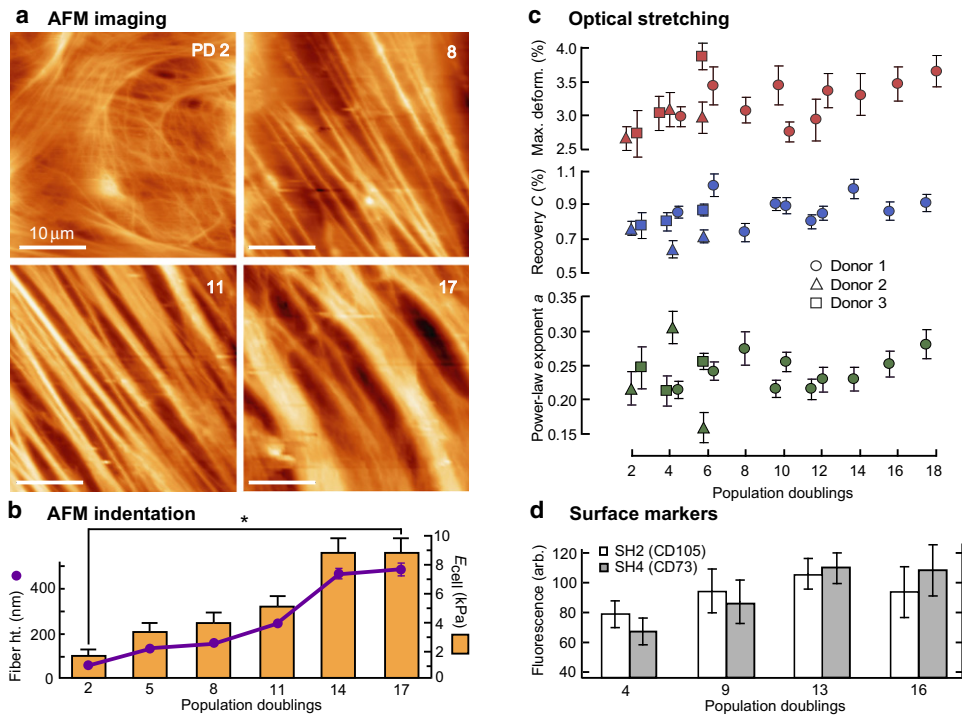 a AFM imaging
PD 2
8
10 μm
11
17
b AFM indentation
*
Fiber ht. (nm)
400
200
0
10
8
6
4
2
0
E cell (kPa)
2 5 8 11 14 17
Population doublings
c Optical stretching
Max. deform. (%)
4.0
3.5
3.0
2.5
Recovery C (%)
1.1
0.9
0.7
0.5
Donor 1
Donor 2
Donor 3
Power-law exponent a
0.35
0.30
0.25
0.20
0.15
2 4 6 8 10 12 14 16 18
Population doublings
d Surface markers
Fluorescence (arb.)
120
100
80
60
40
SH2 (CD105)
SH4 (CD73)
4 9 13 16
Population doublings